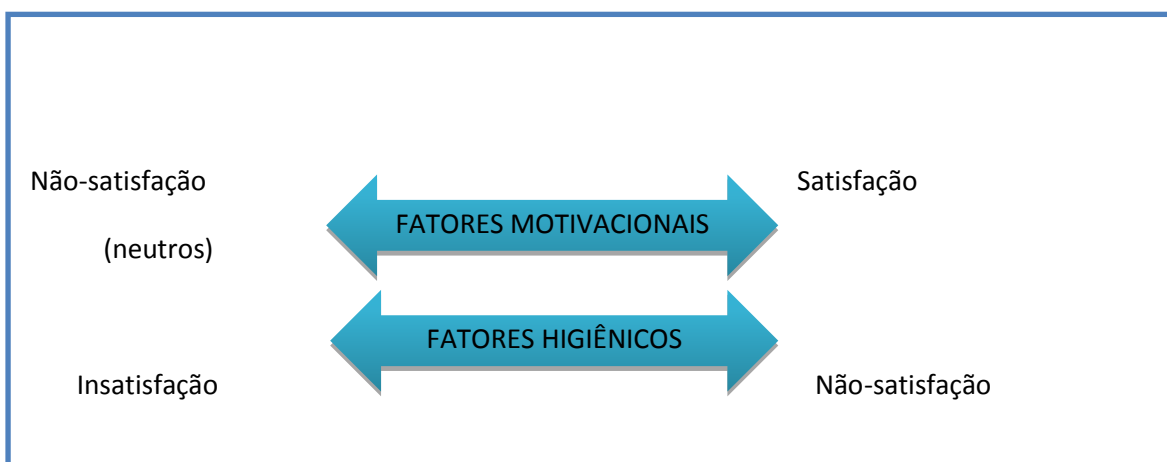 Não-satisfação
FATORES MOTIVACIONAIS
Satisfação
(neutros)
FATORES HIGIÊNICOS
Insatisfação
Não-satisfação